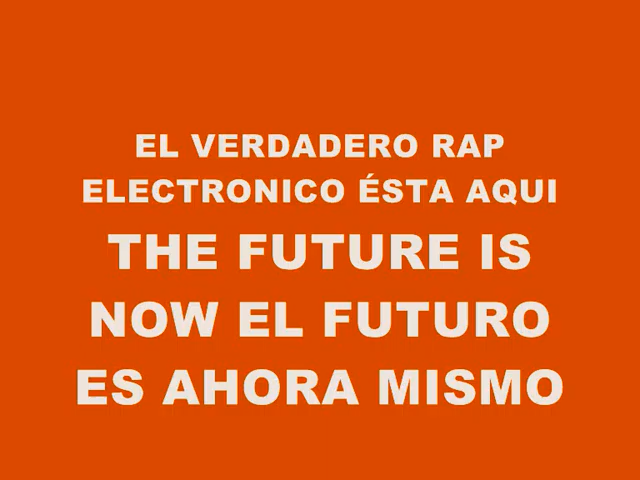 EL VERDADERO RAP
ELECTRONICO ÉSTA AQUI
THE FUTURE IS
NOW EL FUTURO
ES AHORA MISMO